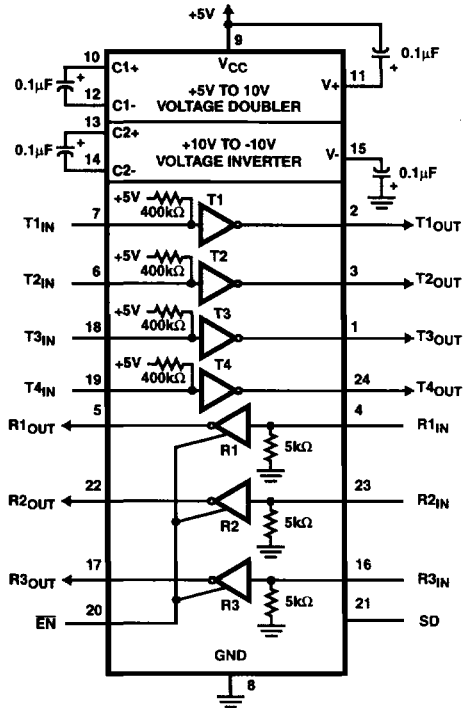 +5V
9
10
C1+
VCC
0.1μF
+
12
C1-
+5V TO 10V
VOLTAGE DOUBLER
V+
11
+
0.1μF
13
C2+
0.1μF
+
14
C2-
+10V TO -10V
VOLTAGE INVERTER
V-
15
0.1μF
+
+5V
400kΩ
T1
T1IN
7
2
T1OUT
+5V
400kΩ
T2
T2IN
6
3
T2OUT
+5V
400kΩ
T3
T3IN
18
1
T3OUT
+5V
400kΩ
T4
T4IN
19
24
T4OUT
R1OUT
5
R1
5kΩ
4
R1IN
R2OUT
22
R2
5kΩ
23
R2IN
R3OUT
17
R3
5kΩ
16
R3IN
EN
20
21
SD
GND
8